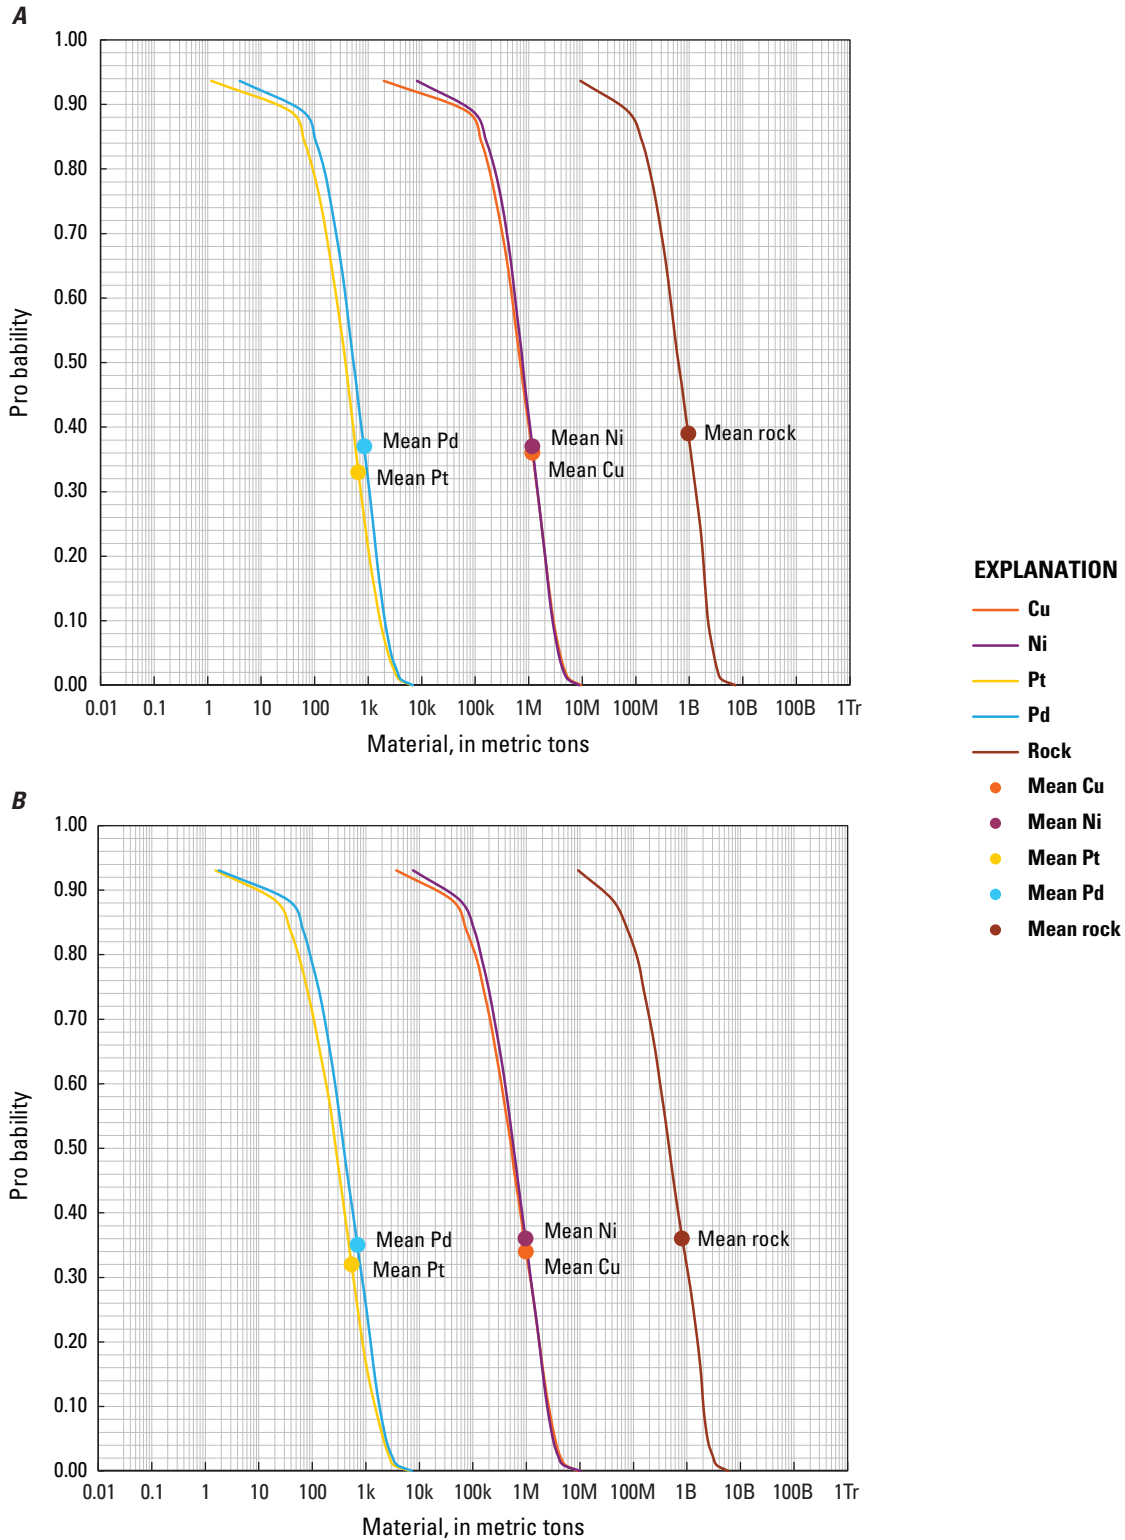 A
1.00
0.90
0.80
0.70
0.60
0.50
0.40
0.30
0.20
0.10
0.00
Pro bability
Mean Pd
Mean Pt
Mean Ni
Mean Cu
Mean rock
0.01 0.1 1 10 100 1k 10k 100k 1M 10M 100M 1B 10B 100B 1Tr
Material, in metric tons
EXPLANATION
Cu
Ni
Pt
Pd
Rock
Mean Cu
Mean Ni
Mean Pt
Mean Pd
Mean rock
B
1.00
0.90
0.80
0.70
0.60
0.50
0.40
0.30
0.20
0.10
0.00
Pro bability
Mean Pd
Mean Pt
Mean Ni
Mean Cu
Mean rock
0.01 0.1 1 10 100 1k 10k 100k 1M 10M 100M 1B 10B 100B 1Tr
Material, in metric tons